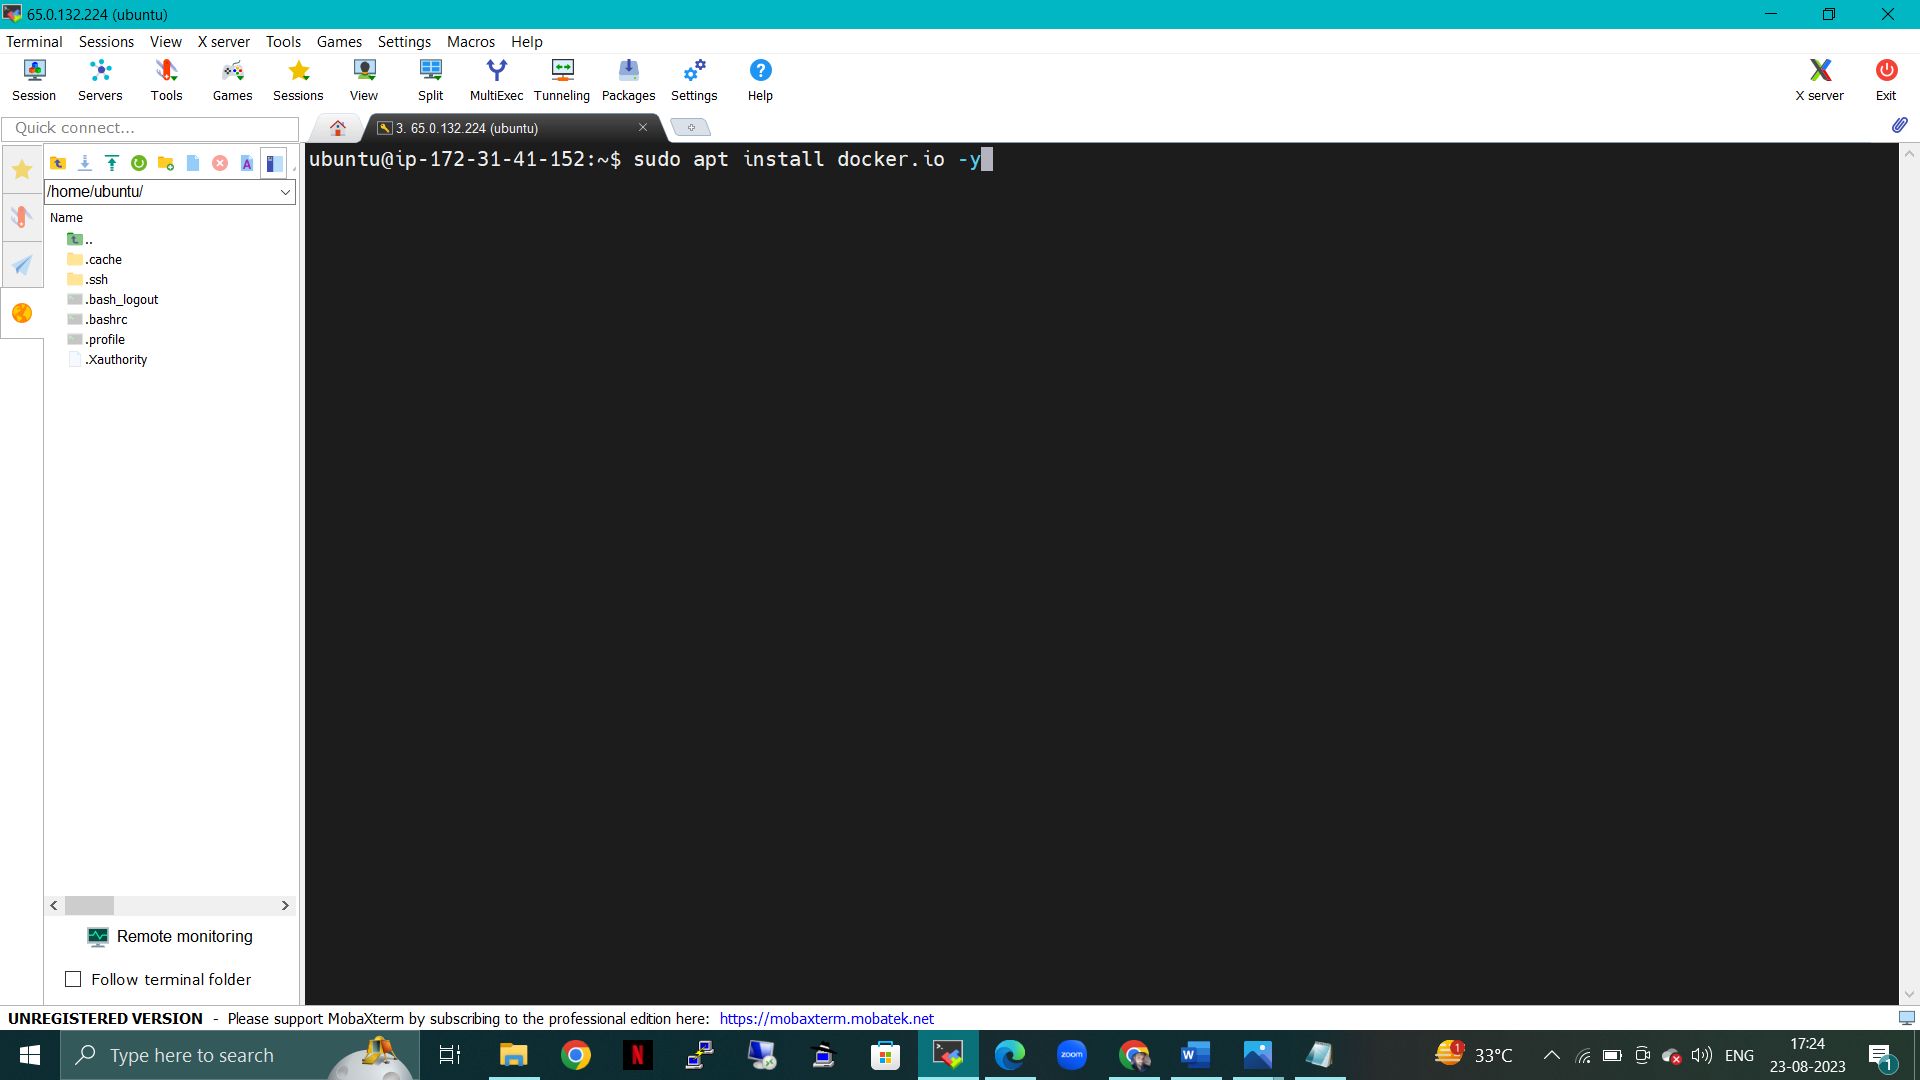 65.0.132.224 (ubuntu)
Terminal Sessions View X server Tools Games Settings Macros Help
Session Servers Tools Games Sessions View Split MultiExec Tunneling Packages Settings Help X server Exit
Quick connect...
3. 65.0.132.224 (ubuntu)
/home/ubuntu/
ubuntu@ip-172-31-41-152:~$ sudo apt install docker.io -y
Name
..
.cache
.ssh
.bash_logout
.bashrc
.profile
.Xauthority
Remote monitoring
Follow terminal folder
UNREGISTERED VERSION - Please support MobaXterm by subscribing to the professional edition here: https://mobaxterm.mobatek.net
Type here to search
zoom
33°C
ENG
17:24
23-08-2023
1